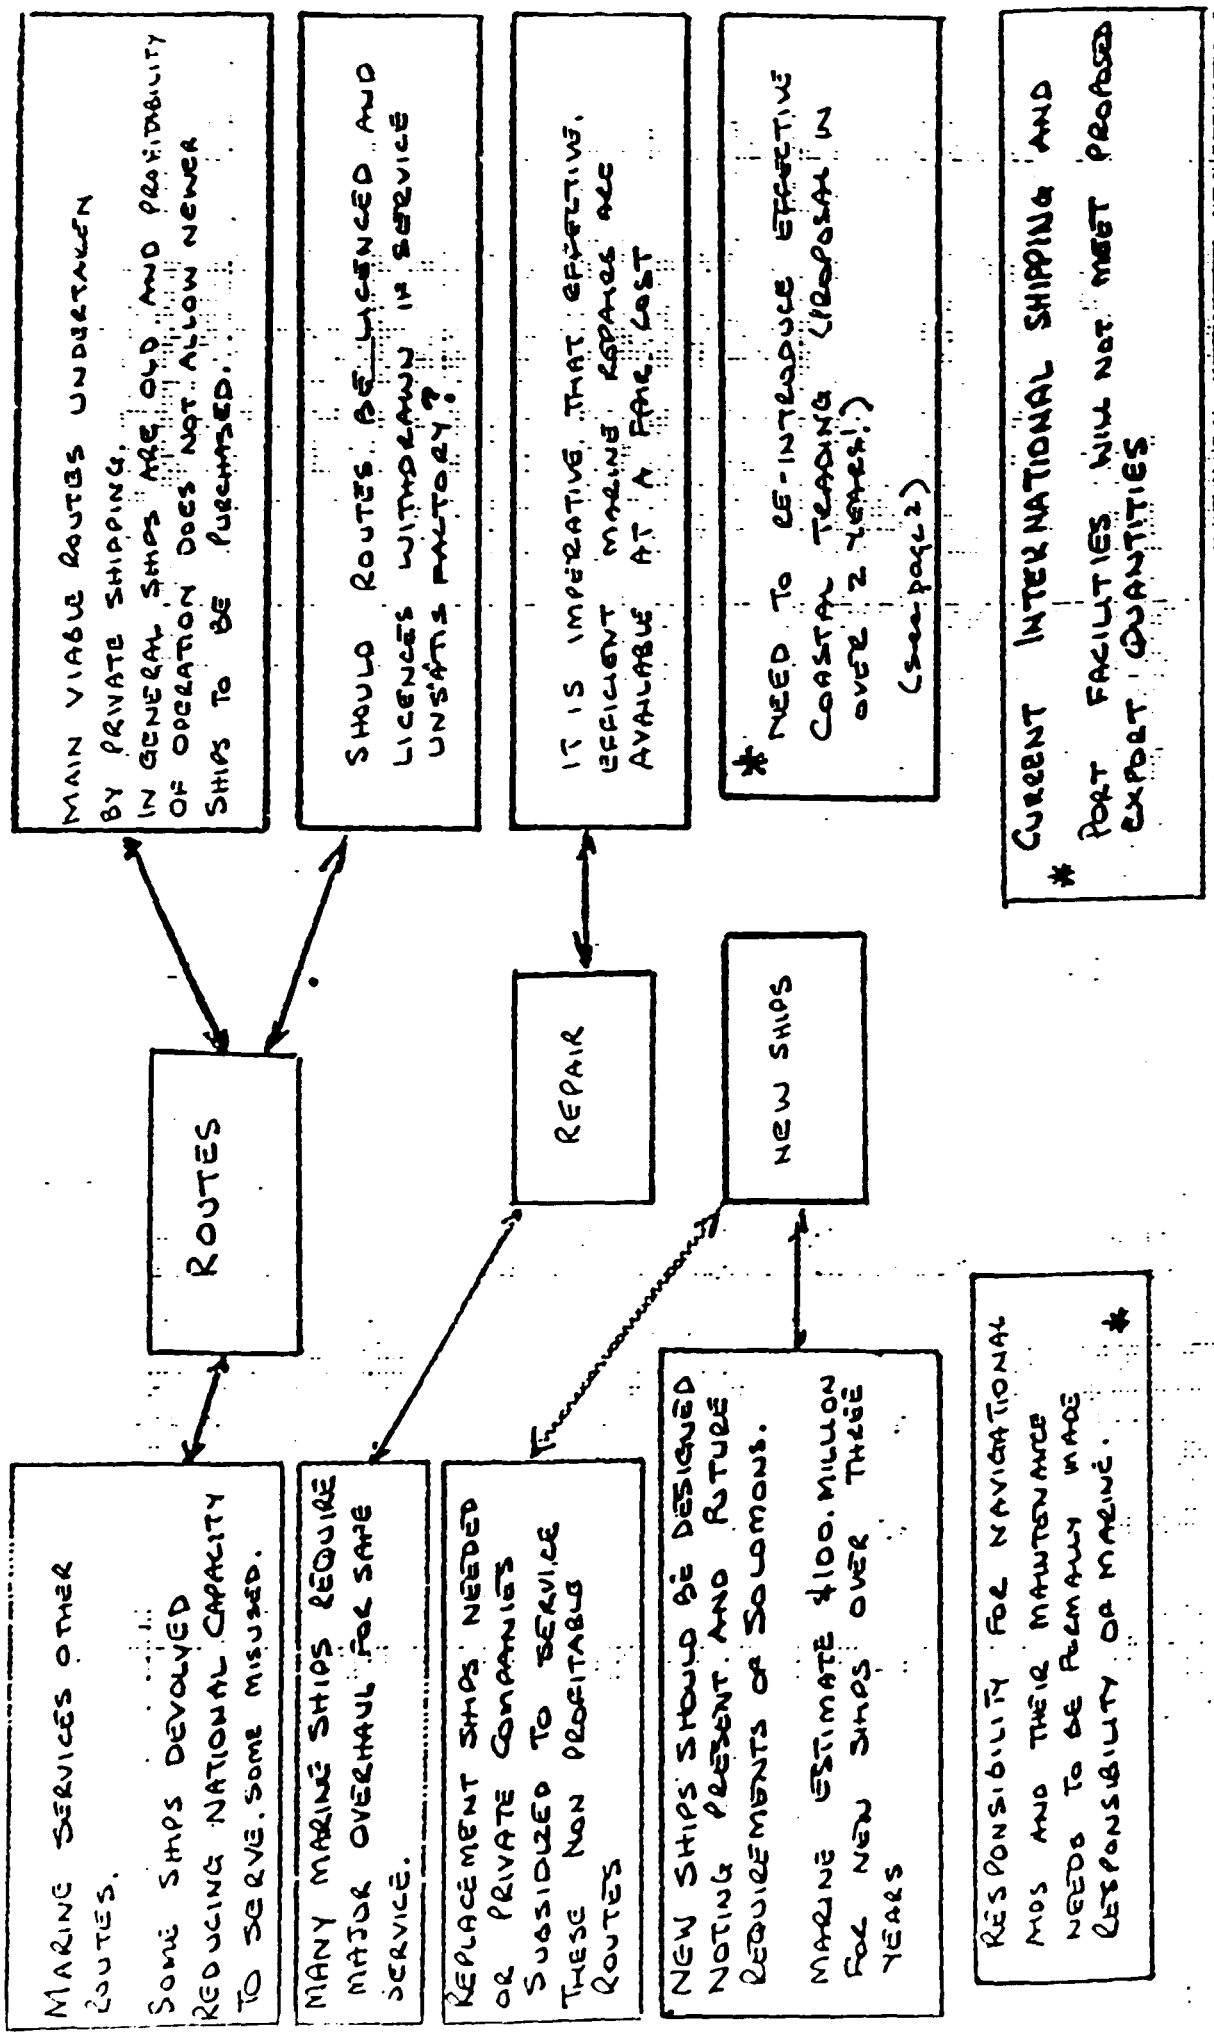 MARINE SERVICES OTHER
ROUTES.
SOME SHIPS DEVOLVED
REDUCING NATIONAL CAPACITY
TO SERVE. SOME MISUSED.
MANY MARINE SHIPS REQUIRE
MAJOR OVERHAUL FOR SAFE
SERVICE.
REPLACEMENT SHIPS NEEDED
OR PRIVATE COMPANIES
SUBSIDIZED TO SERVICE
THESE NON PROFITABLE
ROUTES
NEW SHIPS SHOULD BE DESIGNED
NOTING PRESENT AND FUTURE
REQUIREMENTS OF SOLOMONS.
MARINE ESTIMATE $100.MILLION
FOR NEW SHIPS OVER THREE
YEARS
RESPONSIBILITY FOR NAVIGATIONAL
AIDS AND THEIR MAINTENANCE
NEEDS TO BE FORMALLY MADE
RESPONSIBILITY OF MARINE. *
ROUTES
REPAIR
NEW SHIPS
MAIN VIABLE ROUTES UNDERTAKEN
BY PRIVATE SHIPPING.
IN GENERAL SHIPS ARE OLD AND PROFITABILITY
OF OPERATION DOES NOT ALLOW NEWER
SHIPS TO BE PURCHASED.
SHOULD ROUTES BE LICENCED AND
LICENCES WITHDRAWN IF SERVICE
UNSATISFACTORY?
IT IS IMPERATIVE THAT EFFECTIVE,
EFFICIENT MARINE REPAIRS ARE
AVAILABLE AT A FAIR COST
* NEED TO RE-INTRODUCE EFFECTIVE
COASTAL TRADING (PROPOSAL IN
OVER 2 YEARS!)
(see page 2)
CURRENT INTERNATIONAL SHIPPING AND
* PORT FACILITIES WILL NOT MEET PROPOSED
EXPORT QUANTITIES